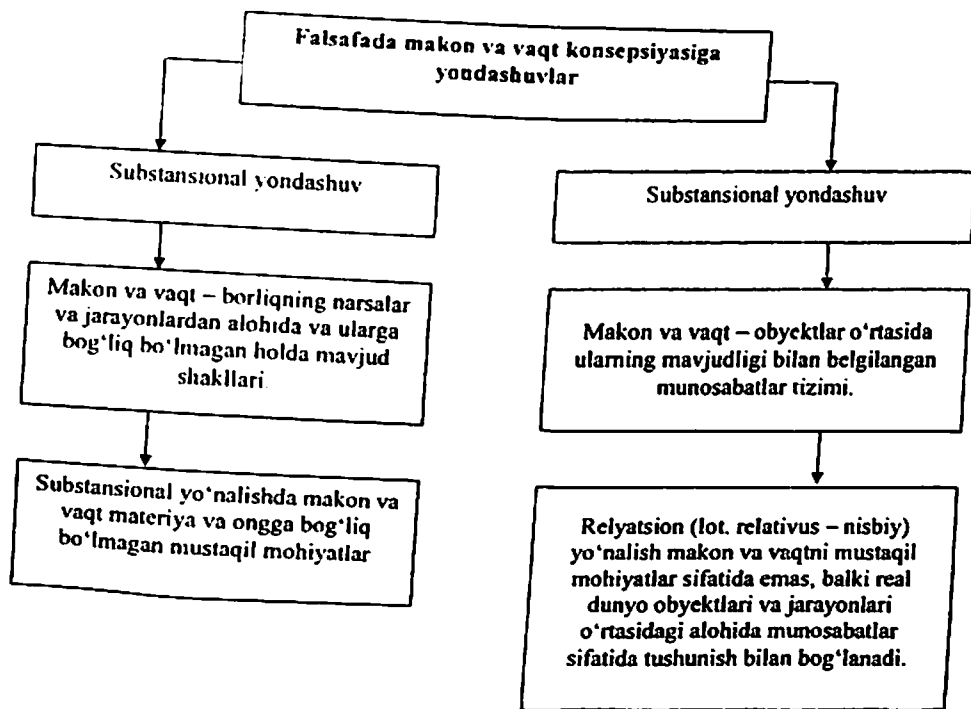 Falsafada makon va vaqt konsepsiyasiga
yondashuvlar
Substansional yondashuv
Makon va vaqt – borliqning narsalar
va jarayonlardan alohida va ularga
bog‘liq bo‘lmagan holda mavjud
shakllari
Substansional yo‘nalishda makon va
vaqt materiya va ongga bog‘liq
bo‘lmagan mustaqil mohiyatlar
Substansional yondashuv
Makon va vaqt – obyektlar o‘rtasida
ularning mavjudligi bilan belgilangan
munosabatlar tizimi.
Relyatsion (lot. relativus – nisbiy)
yo‘nalish makon va vaqtni mustaqil
mohiyatlar sifatida emas, balki real
dunyo obyektlari va jarayonlari
o‘rtasidagi alohida munosabatlar
sifatida tushunish bilan bog‘lanadi.